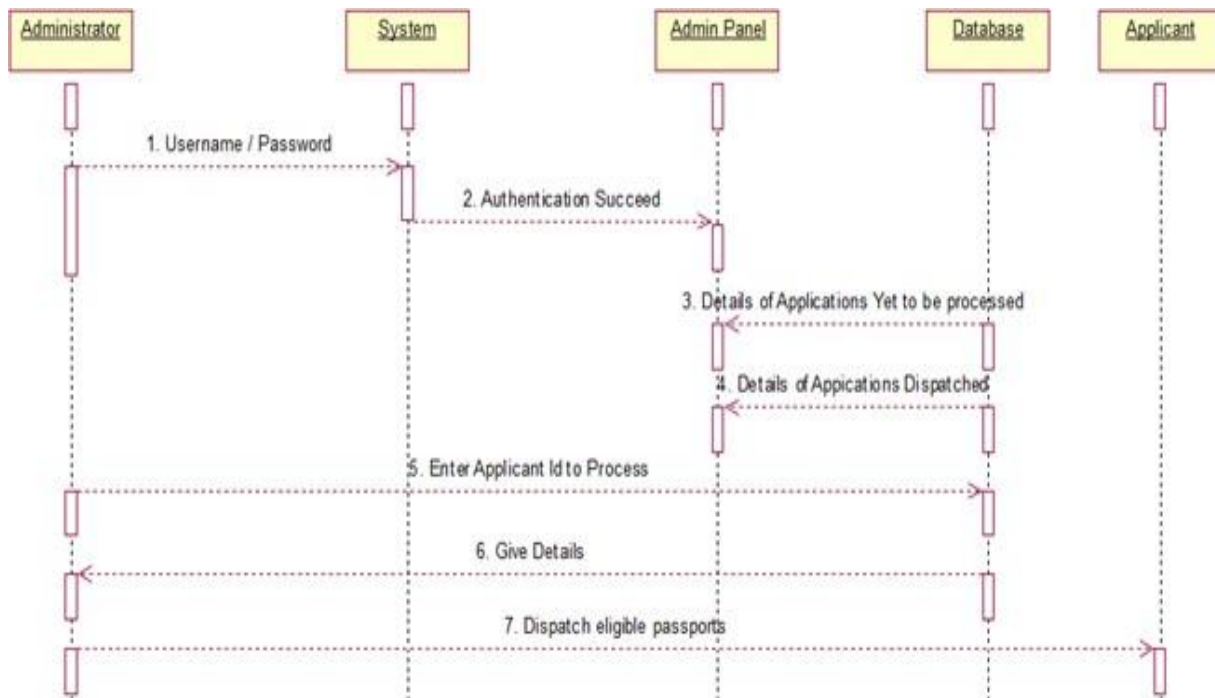 Administrator
System
Admin Panel
Database
Applicant
1. Username / Password
2. Authentication Succeed
3. Details of Applications Yet to be processed
4. Details of Appications Dispatched
5. Enter Applicant Id to Process
6. Give Details
7. Dispatch eligible passports